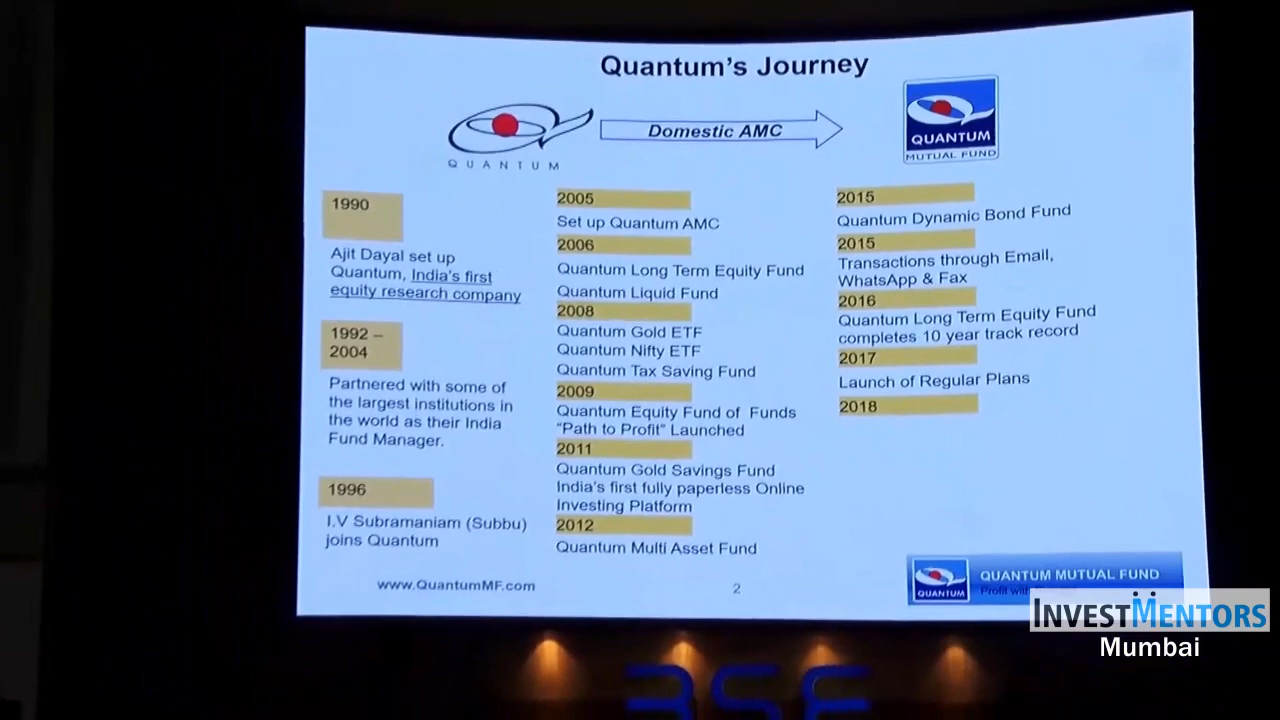 Quantum's Journey
QUANTUM
Domestic AMC
QUANTUM
MUTUAL FUND
1990
Ajit Dayal set up
Quantum, India's first
equity research company
1992 –
2004
Partnered with some of
the largest institutions in
the world as their India
Fund Manager.
1996
I.V Subramaniam (Subbu)
joins Quantum
2005
Set up Quantum AMC
2006
Quantum Long Term Equity Fund
Quantum Liquid Fund
2008
Quantum Gold ETF
Quantum Nifty ETF
Quantum Tax Saving Fund
2009
Quantum Equity Fund of Funds
"Path to Profit" Launched
2011
Quantum Gold Savings Fund
India's first fully paperless Online
Investing Platform
2012
Quantum Multi Asset Fund
2015
Quantum Dynamic Bond Fund
2015
Transactions through Email,
WhatsApp & Fax
2016
Quantum Long Term Equity Fund
completes 10 year track record
2017
Launch of Regular Plans
2018
www.QuantumMF.com
2
QUANTUM
QUANTUM MUTUAL FUND
Profit with
INVESTMENTORS
Mumbai
BSE